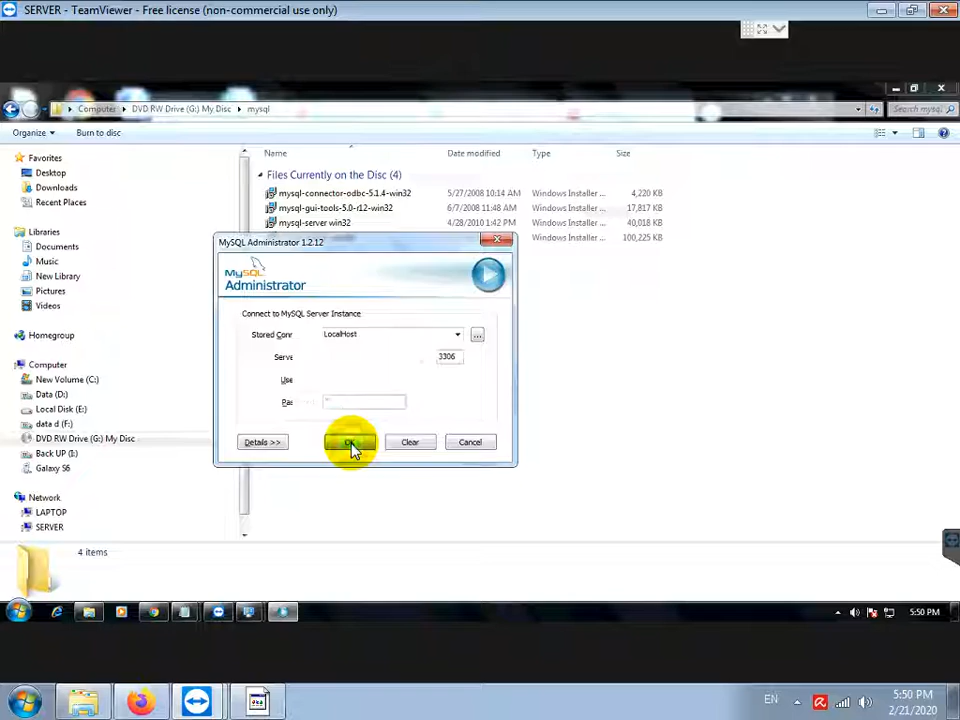 SERVER - TeamViewer - Free license (non-commercial use only)
Computer DVD RW Drive (G:) My Disc mysql
Search mysql
Organize Burn to disc
Name Date modified Type Size
Favorites
Desktop
Downloads
Recent Places
Libraries
Documents
Music
New Library
Pictures
Videos
Homegroup
Computer
New Volume (C:)
Data (D:)
Local Disk (E:)
data d (F:)
DVD RW Drive (G:) My Disc
Back UP (I:)
Galaxy S6
Network
LAPTOP
SERVER
Files Currently on the Disc (4)
mysql-connector-odbc-5.1.4-win32 5/27/2008 10:14 AM Windows Installer ... 4,220 KB
mysql-gui-tools-5.0-r12-win32 6/7/2008 11:48 AM Windows Installer ... 17,817 KB
mysql-server win32 4/28/2010 1:42 PM Windows Installer ... 40,018 KB
Windows Installer ... 100,225 KB
MySQL Administrator 1.2.12
MySQL
Administrator
Connect to MySQL Server Instance
Stored Conr LocalHost ...
Serve 3306
Use
Pas
Details >> OK Clear Cancel
4 items
5:50 PM
EN
5:50 PM
2/21/2020